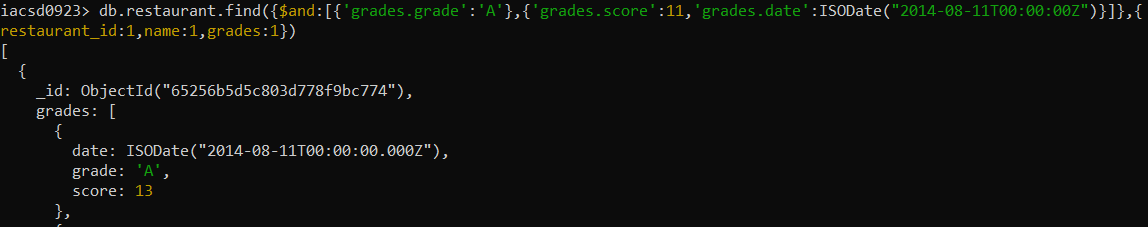 iacsd0923> db.restaurant.find({$and:[{'grades.grade':'A'},{'grades.score':11,'grades.date':ISODate("2014-08-11T00:00:00Z")}]},{
restaurant_id:1,name:1,grades:1})
[
  {
    _id: ObjectId("65256b5d5c803d778f9bc774"),
    grades: [
      {
        date: ISODate("2014-08-11T00:00:00.000Z"),
        grade: 'A',
        score: 13
      },